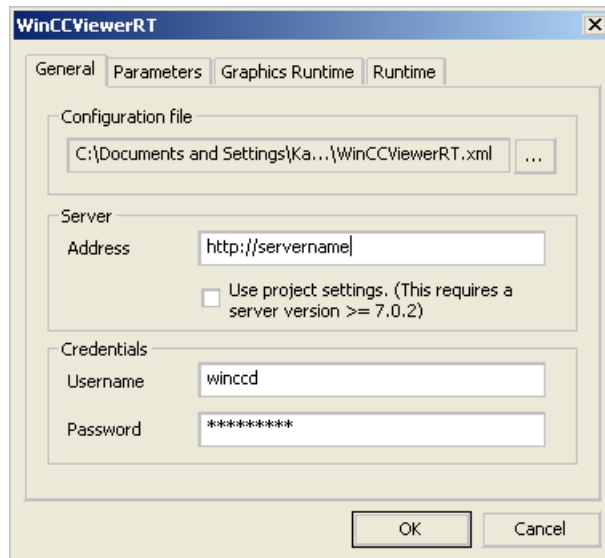 WinCCViewerRT
General Parameters Graphics Runtime Runtime
Configuration file
C:\Documents and Settings\Ka...\WinCCViewerRT.xml ...
Server
Address http://servername
Use project settings. (This requires a
server version >= 7.0.2)
Credentials
Username winccd
Password *********
OK Cancel